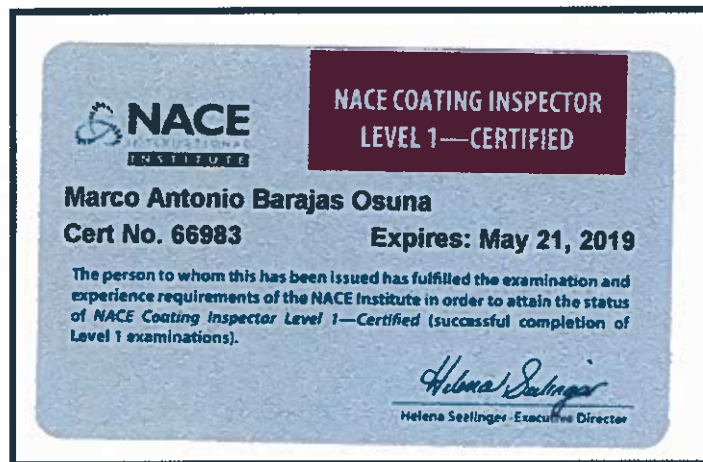 NACE
INTERNATIONAL
INSTITUTE
NACE COATING INSPECTOR
LEVEL 1—CERTIFIED
Marco Antonio Barajas Osuna
Cert No. 66983 Expires: May 21, 2019
The person to whom this has been issued has fulfilled the examination and
experience requirements of the NACE Institute in order to attain the status
of NACE Coating Inspector Level 1—Certified (successful completion of
Level 1 examinations).
Helena Seelinger
Helena Seelinger-Executive Director